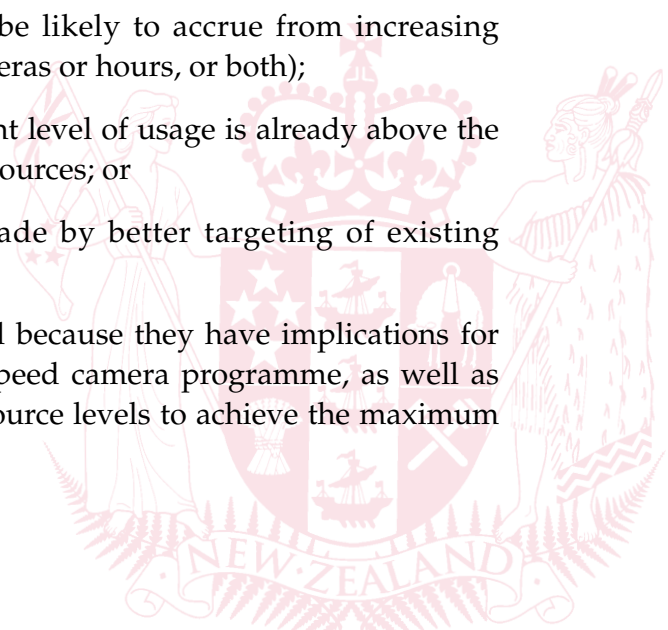 be likely to accrue from increasing
eras or hours, or both);
nt level of usage is already above the
sources; or
ade by better targeting of existing
l because they have implications for
speed camera programme, as well as
ource levels to achieve the maximum
NEW·ZEALAND